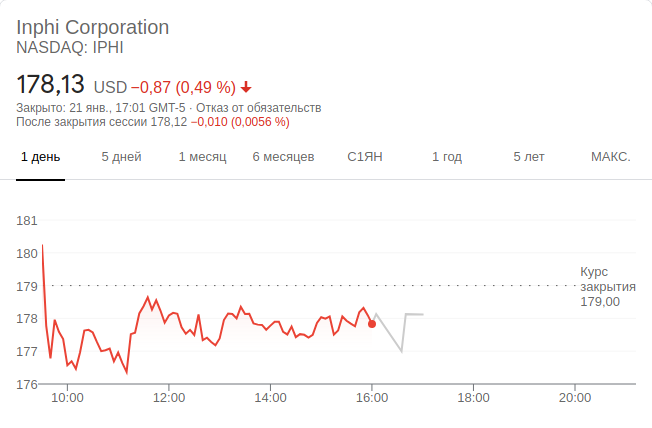 Inphi Corporation
NASDAQ: IPHI
178,13 USD −0,87 (0,49 %)
Закрыто: 21 янв., 17:01 GMT-5 · Отказ от обязательств
После закрытия сессии 178,12 −0,010 (0,0056 %)
1 день 5 дней 1 месяц 6 месяцев С1ЯН 1 год 5 лет МАКС.
181
180
179
178
177
176
Курс
закрытия
179,00
10:00 12:00 14:00 16:00 18:00 20:00